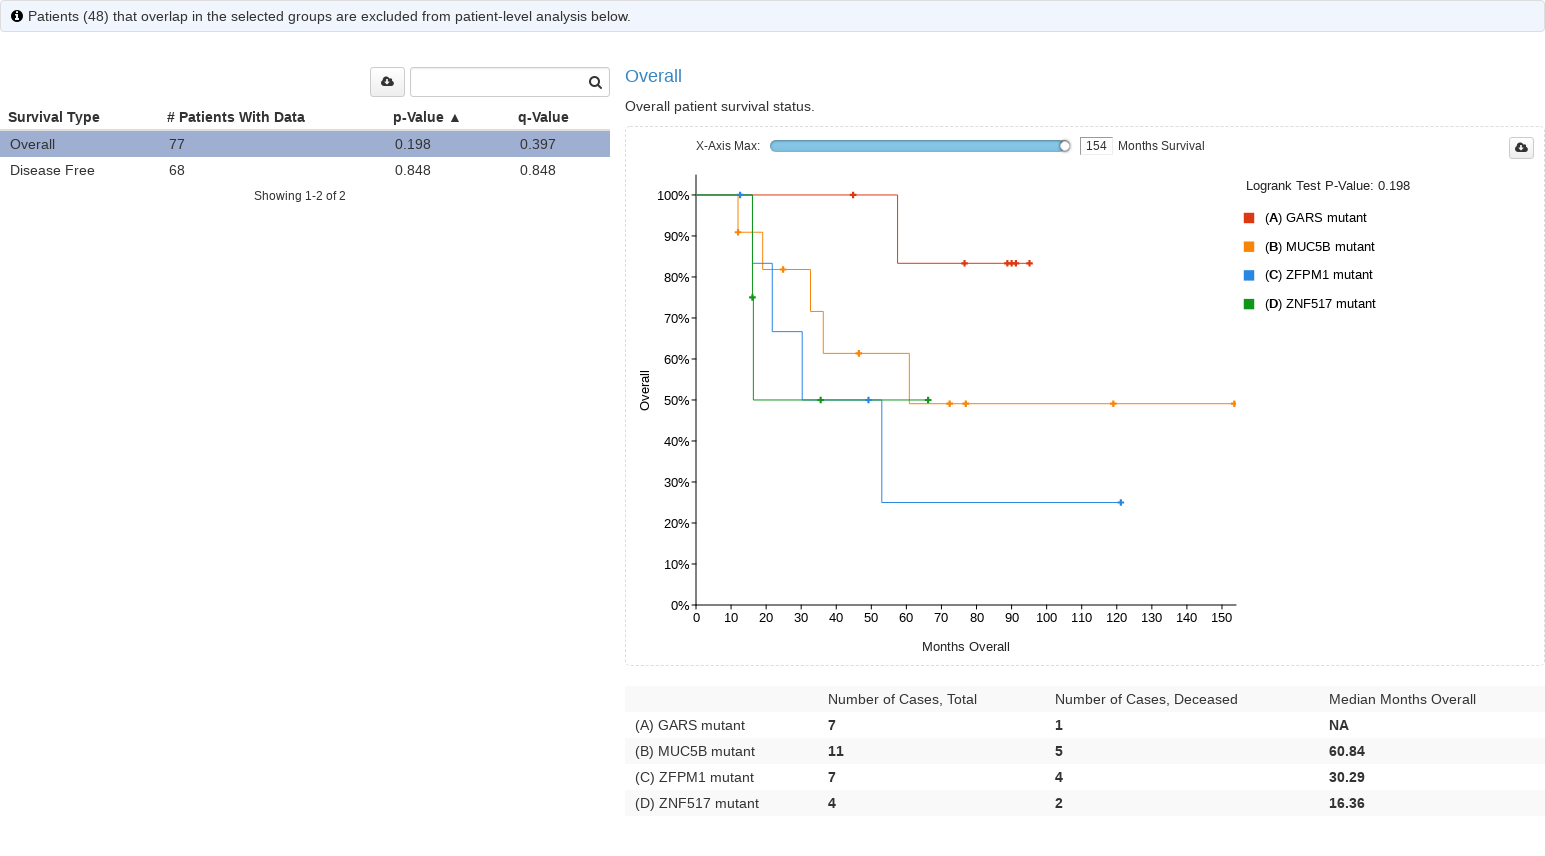 Patients (48) that overlap in the selected groups are excluded from patient-level analysis below.
Survival Type # Patients With Data p-Value ▲ q-Value
Overall 77 0.198 0.397
Disease Free 68 0.848 0.848
Showing 1-2 of 2
Overall
Overall patient survival status.
X-Axis Max: 154 Months Survival
Logrank Test P-Value: 0.198
(A) GARS mutant
(B) MUC5B mutant
(C) ZFPM1 mutant
(D) ZNF517 mutant
100%
90%
80%
70%
60%
50%
40%
30%
20%
10%
0%
Overall
0 10 20 30 40 50 60 70 80 90 100 110 120 130 140 150
Months Overall
Number of Cases, Total Number of Cases, Deceased Median Months Overall
(A) GARS mutant 7 1 NA
(B) MUC5B mutant 11 5 60.84
(C) ZFPM1 mutant 7 4 30.29
(D) ZNF517 mutant 4 2 16.36